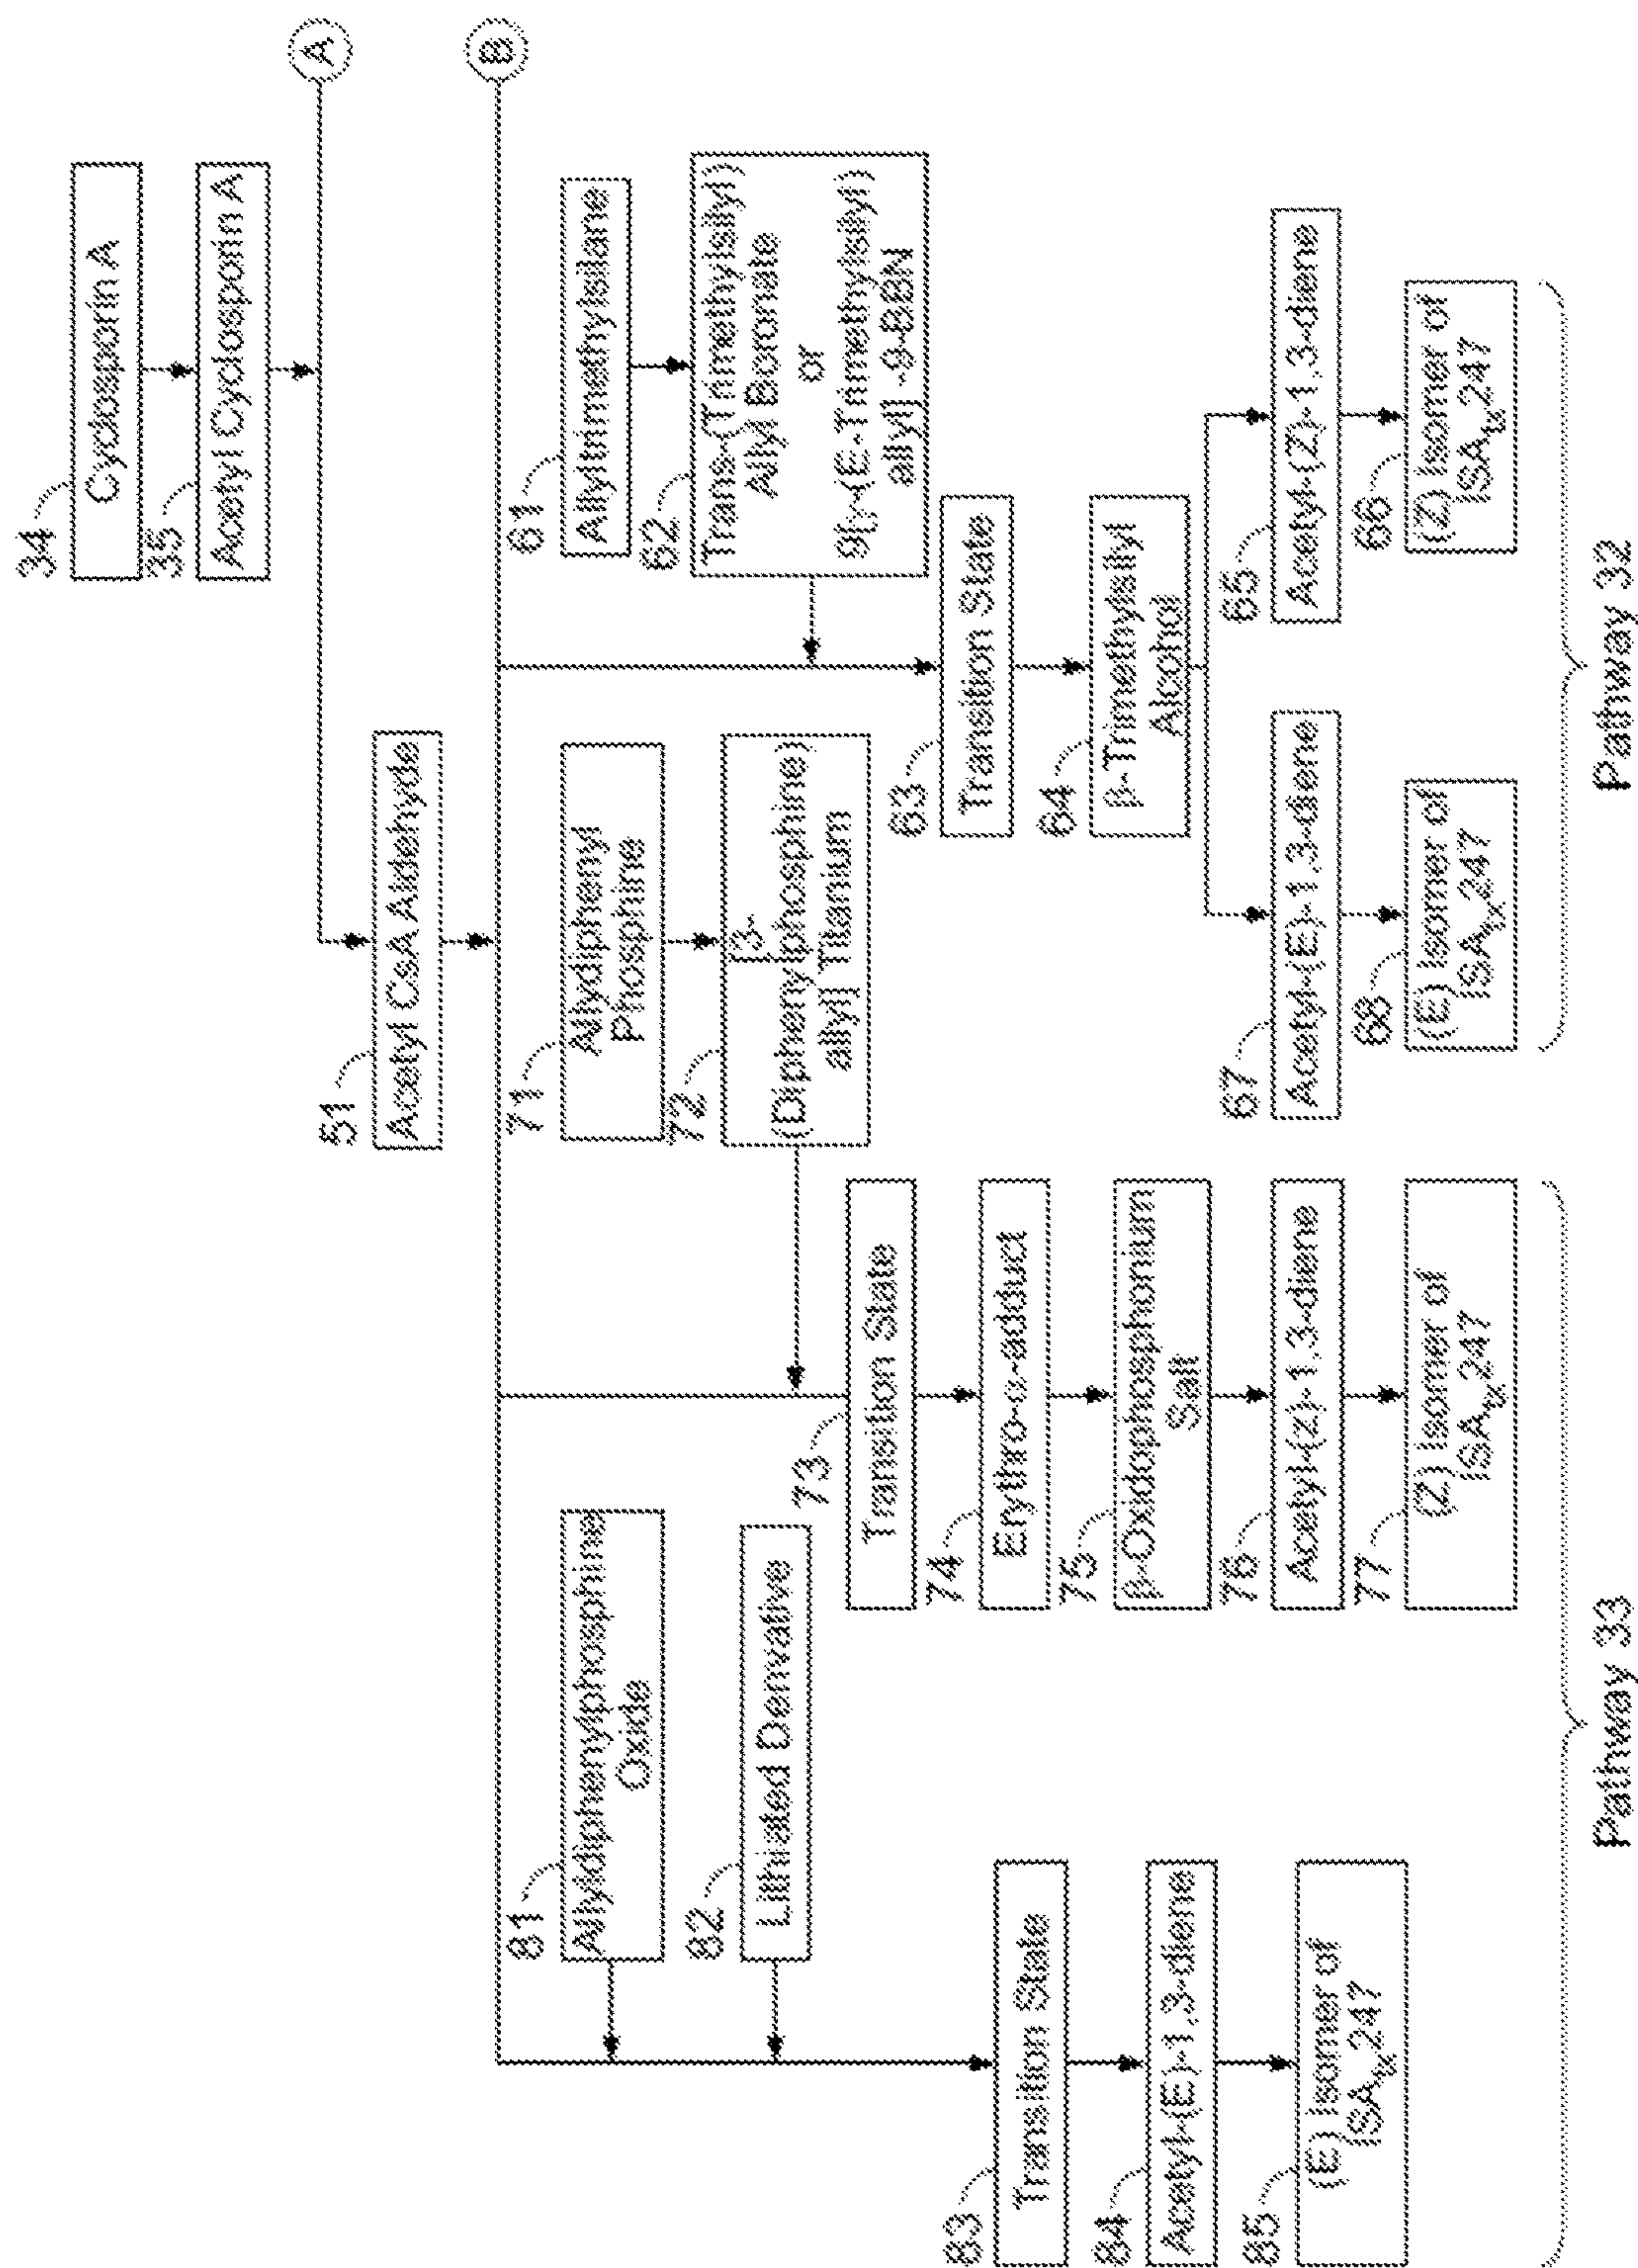 34
Cyclosporin A
35
Acetyl Cyclosporin A
A
51
Acetyl CsA Aldehyde
B
81
Allyldiphenylphosphine
Oxide
82
Lithiated Derivative
83
Transition State
84
Acetyl-(E)-1,3-diene
85
(E) Isomer of
ISAtx247
71
Allydiphenyl
Phosphine
72
[3-
(Diphenylphosphine)
allyl] Titanium
73
Transition State
74
Erythro-α-adduct
75
β-Oxidophosphonium
Salt
76
Acetyl-(z)-1,3-diene
77
(Z) Isomer of
ISAtx247
61
Allyltrimethylsilane
62
Trans-(Trimethylsilyl)
Allyl Boronate
or
9[γ-(E-Trimethylsilyl)
allyl] -9-BBN
63
Transition State
64
β-Trimethylsilyl
Alcohol
67
Acetyl-(E)-1,3-diene
68
(E) Isomer of
ISAtx247
65
Acetyl-(Z)-1,3-diene
66
(Z) Isomer of
ISAtx247
Pathway 33
Pathway 32